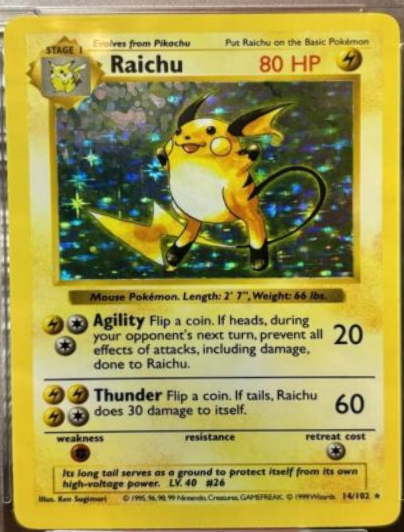 STAGE 1
Evolves from Pikachu
Put Raichu on the Basic Pokémon
Raichu
80 HP
Mouse Pokémon. Length: 2' 7", Weight: 66 lbs.
Agility Flip a coin. If heads, during
your opponent's next turn, prevent all
effects of attacks, including damage,
done to Raichu.
20
Thunder Flip a coin. If tails, Raichu
does 30 damage to itself.
60
weakness
resistance
retreat cost
Its long tail serves as a ground to protect itself from its own
high-voltage power. LV. 40 #26
Illus. Ken Sugimori
© 1995, 96, 98, 99 Nintendo, Creatures, GAMEFREAK. © 1999 Wizards.
14/102 ★